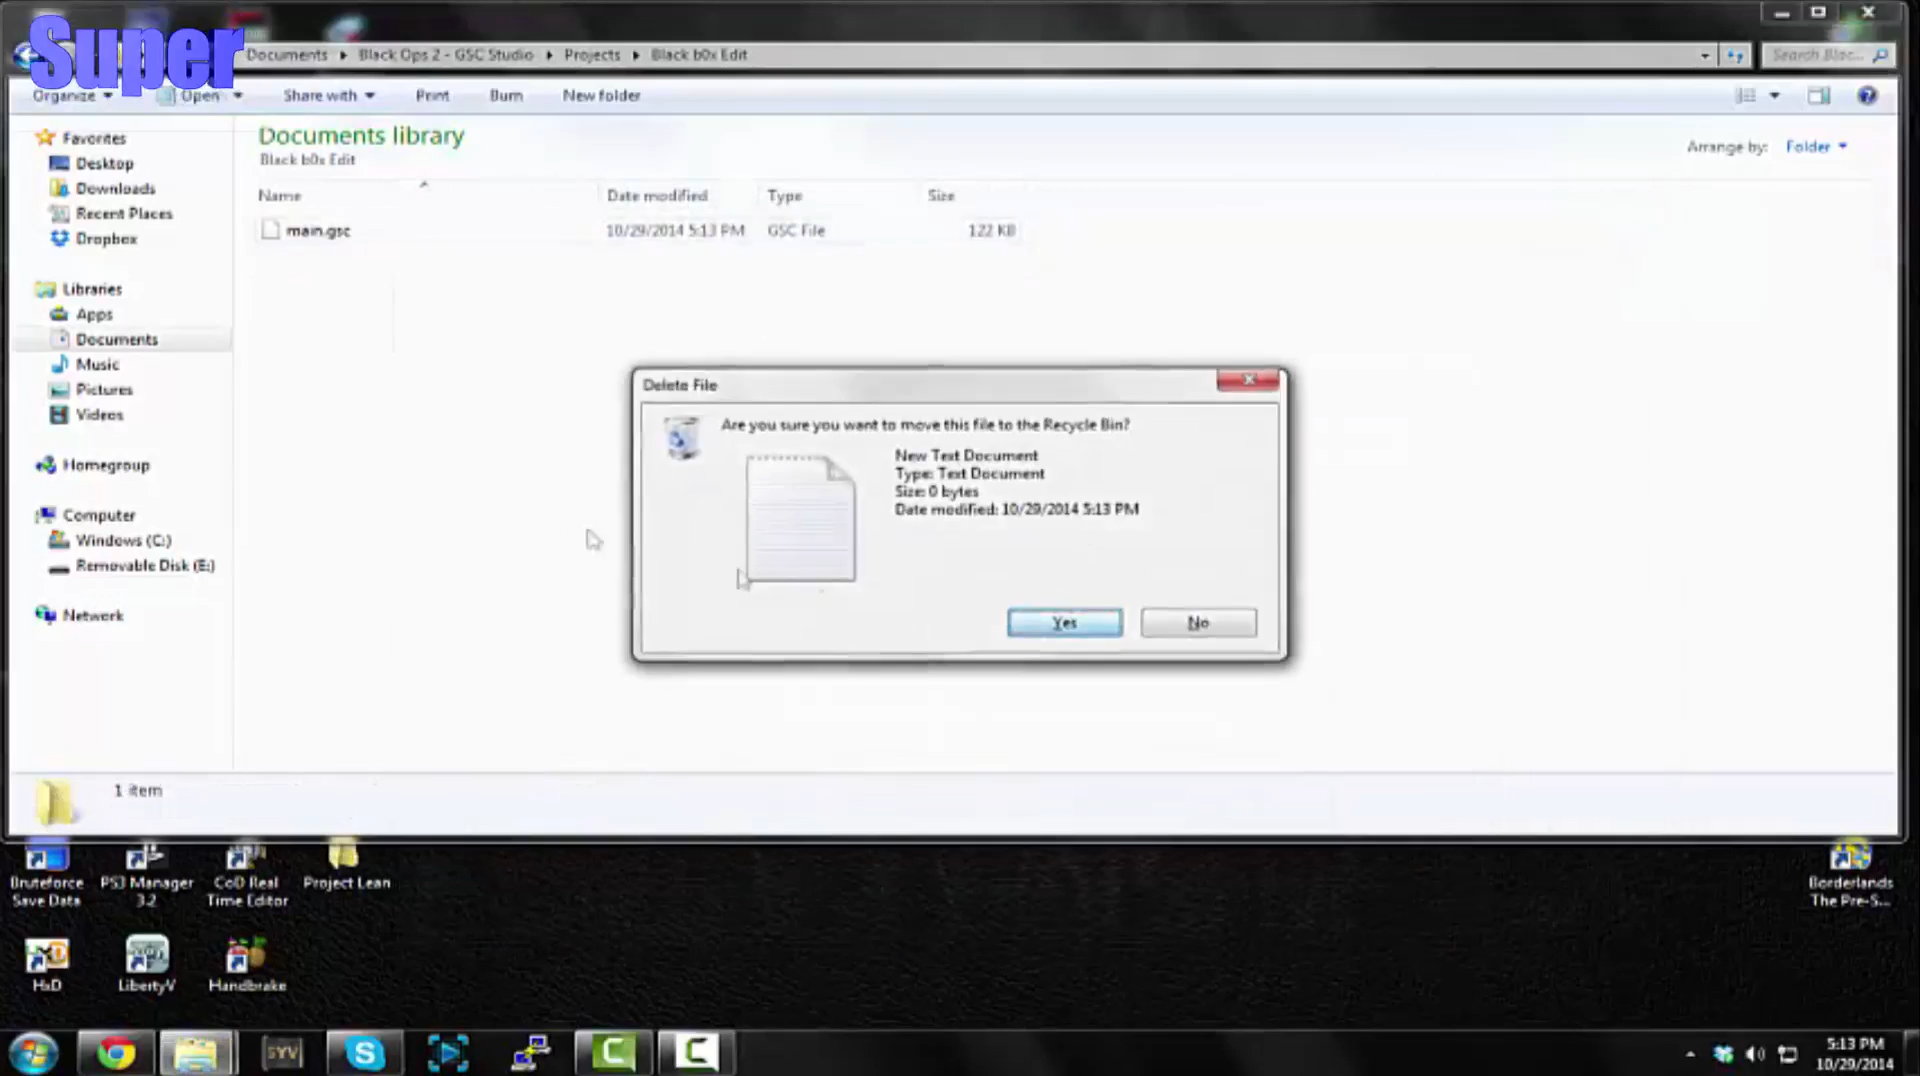 Super
Documents Black Ops 2 - GSC Studio Projects Black b0x Edit
Search Blac...
Organize Open Share with Print Burn New folder
Favorites
Desktop
Downloads
Recent Places
Dropbox
Libraries
Apps
Documents
Music
Pictures
Videos
Homegroup
Computer
Windows (C:)
Removable Disk (E:)
Network
Documents library
Black b0x Edit
Arrange by: Folder
Name Date modified Type Size
main.gsc 10/29/2014 5:13 PM GSC File 122 KB
Delete File
Are you sure you want to move this file to the Recycle Bin?
New Text Document
Type: Text Document
Size: 0 bytes
Date modified: 10/29/2014 5:13 PM
Yes No
1 item
Bruteforce Save Data
PS3 Manager 3.2
CoD Real Time Editor
Project Lean
Borderlands The Pre-S...
HxD
LibertyV
Handbrake
SYV
5:13 PM
10/29/2014